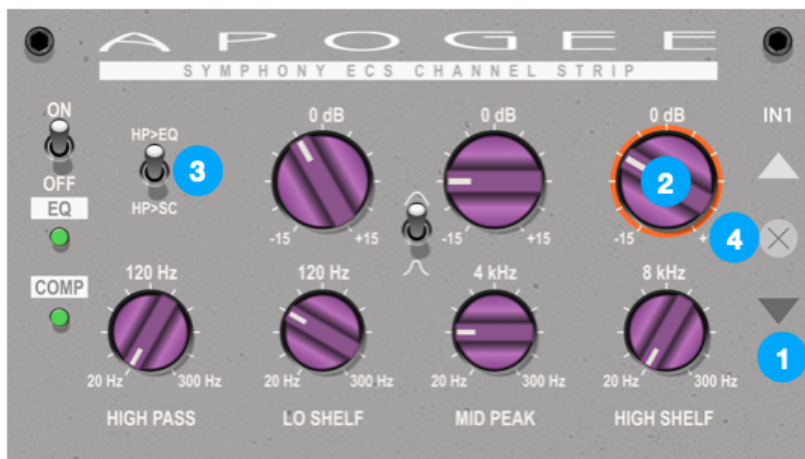 APOGEE
SYMPHONY ECS CHANNEL STRIP
ON
OFF
EQ
COMP
HP>EQ
HP>SC
3
0 dB
-15
+15
0 dB
-15
+15
0 dB
2
-15
IN1
4
1
120 Hz
20 Hz
300 Hz
HIGH PASS
120 Hz
20 Hz
300 Hz
LO SHELF
4 kHz
20 Hz
300 Hz
MID PEAK
8 kHz
20 Hz
300 Hz
HIGH SHELF